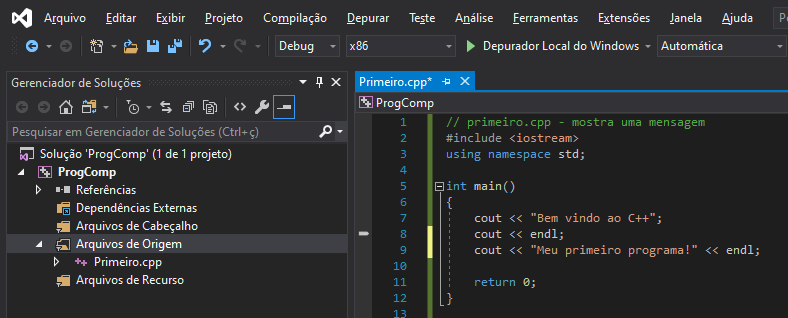 Arquivo Editar Exibir Projeto Compilação Depurar Teste Analisar Ferramentas Extensões Janela Ajuda
Debug x86 Depurador Local do Windows Automática
Gerenciador de Soluções
Pesquisar em Gerenciador de Soluções (Ctrl+ç)
Solução 'ProgComp' (1 de 1 projeto)
ProgComp
Referências
Dependências Externas
Arquivos de Cabeçalho
Arquivos de Origem
Primeiro.cpp
Arquivos de Recurso
Primeiro.cpp*
ProgComp
1 // primeiro.cpp - mostra uma mensagem
2 #include <iostream>
3 using namespace std;
4
5 int main()
6 {
7 cout << "Bem vindo ao C++";
8 cout << endl;
9 cout << "Meu primeiro programa!" << endl;
10
11 return 0;
12 }
13